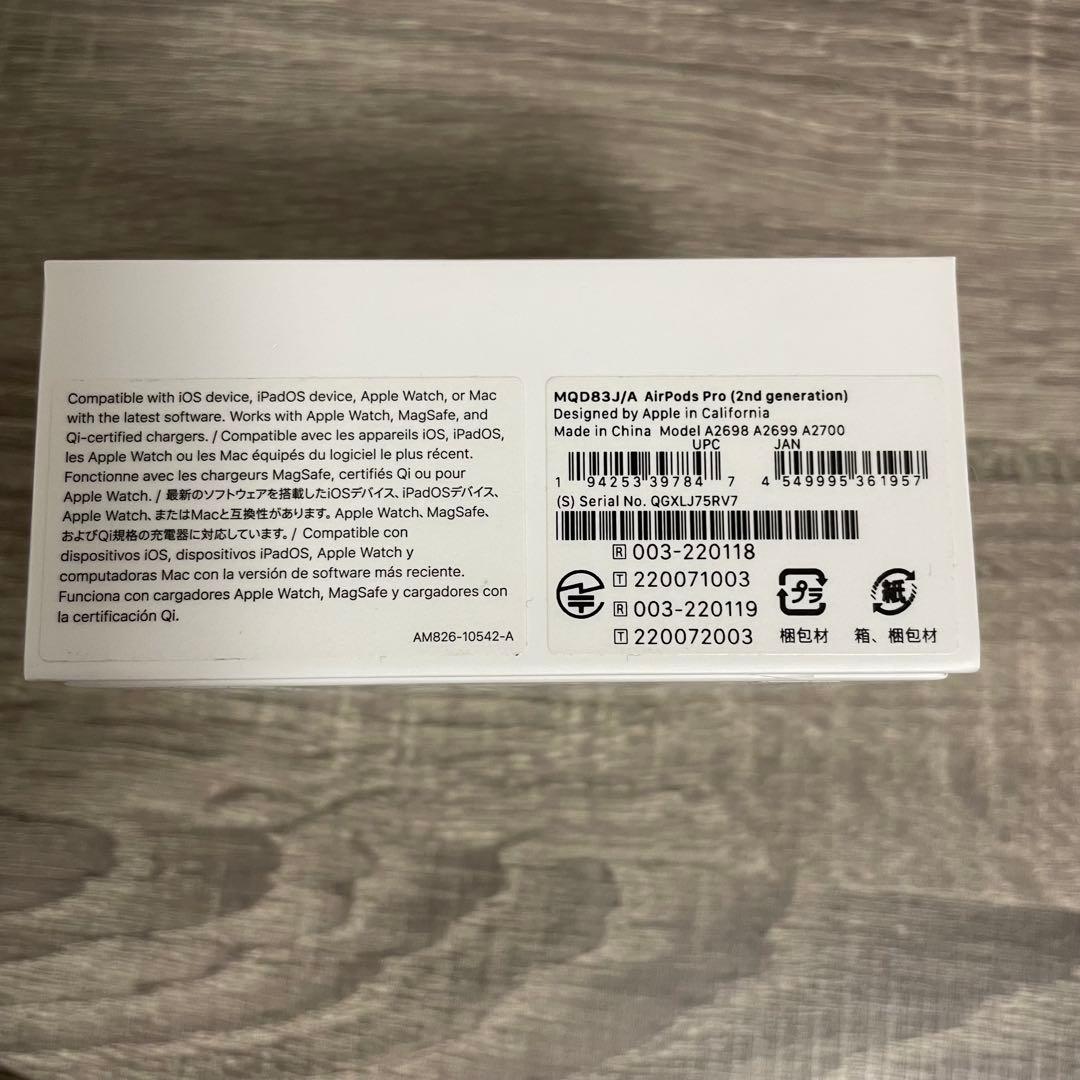 Compatible with iOS device, iPadOS device, Apple Watch, or Mac
with the latest software. Works with Apple Watch, MagSafe, and
Qi-certified chargers. / Compatible avec les appareils iOS, iPadOS,
les Apple Watch ou les Mac équipés du logiciel le plus récent.
Fonctionne avec les chargeurs MagSafe, certifiés Qi ou pour
Apple Watch. / 最新のソフトウェアを搭載したiOSデバイス、iPadOSデバイス、
Apple Watch、またはMacと互換性があります。Apple Watch、MagSafe、
およびQi規格の充電器に対応しています。 / Compatible con
dispositivos iOS, dispositivos iPadOS, Apple Watch y
computadoras Mac con la versión de software más reciente.
Funciona con cargadores Apple Watch, MagSafe y cargadores con
la certificación Qi.
AM826-10542-A
MQD83J/A AirPods Pro (2nd generation)
Designed by Apple in California
Made in China Model A2698 A2699 A2700
UPC JAN
1 94253 39784 7 4 549995 361957
(S) Serial No. QGXLJ75RV7
R 003-220118
T 220071003
R 003-220119
T 220072003
プラ 紙
梱包材 箱、梱包材